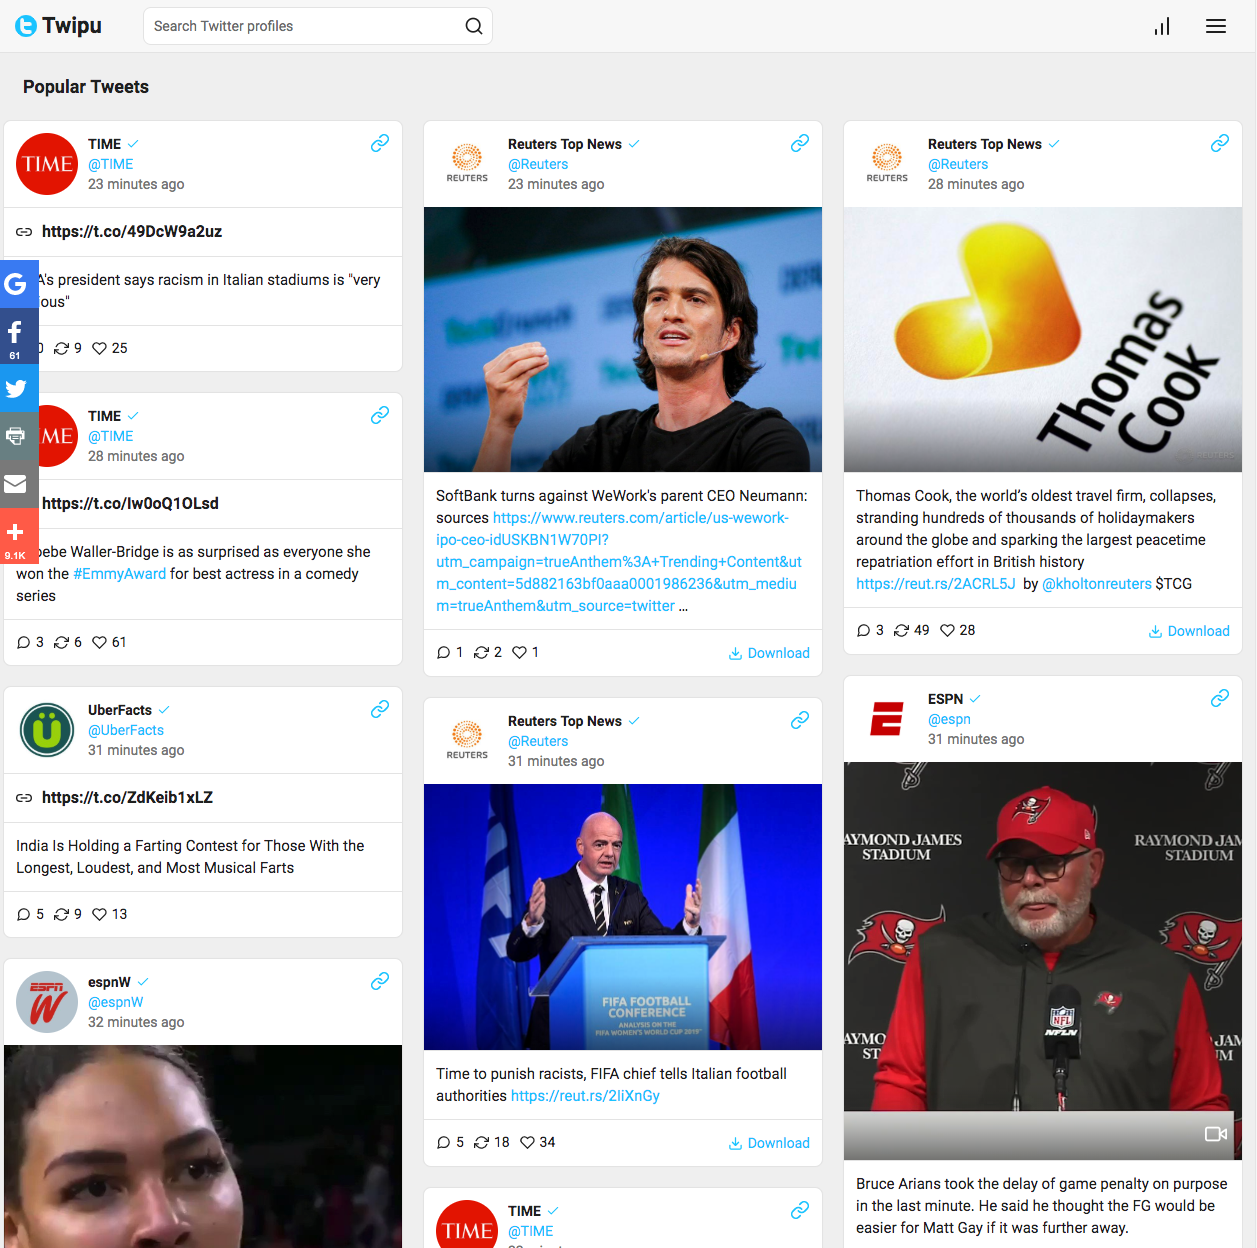 Twipu
Search Twitter profiles
Popular Tweets
TIME
TIME
@TIME
23 minutes ago
https://t.co/49DcW9a2uz
A's president says racism in Italian stadiums is "very
ous"
0 9 25
G
61
9.1K
ME
TIME
@TIME
28 minutes ago
https://t.co/Iw0oQ1OLsd
oebe Waller-Bridge is as surprised as everyone she
won the #EmmyAward for best actress in a comedy
series
3 6 61
Ü
UberFacts
@UberFacts
31 minutes ago
https://t.co/ZdKeib1xLZ
India Is Holding a Farting Contest for Those With the
Longest, Loudest, and Most Musical Farts
5 9 13
ESPN
W
espnW
@espnW
32 minutes ago
REUTERS
Reuters Top News
@Reuters
23 minutes ago
TechCrunch
Te
SoftBank turns against WeWork's parent CEO Neumann:
sources https://www.reuters.com/article/us-wework-
ipo-ceo-idUSKBN1W70PI?
utm_campaign=trueAnthem%3A+Trending+Content&ut
m_content=5d882163bf0aaa0001986236&utm_mediu
m=trueAnthem&utm_source=twitter ...
1 2 1 Download
REUTERS
Reuters Top News
@Reuters
31 minutes ago
FIFA FOOTBALL
CONFERENCE
ANALYSIS ON THE
FIFA WOMEN'S WORLD CUP 2019™
Time to punish racists, FIFA chief tells Italian football
authorities https://reut.rs/2IiXnGy
5 18 34 Download
TIME
TIME
@TIME
REUTERS
Reuters Top News
@Reuters
28 minutes ago
Thomas
Cook
Thomas Cook, the world’s oldest travel firm, collapses,
stranding hundreds of thousands of holidaymakers
around the globe and sparking the largest peacetime
repatriation effort in British history
https://reut.rs/2ACRL5J by @kholtonreuters $TCG
3 49 28 Download
E
ESPN
@espn
31 minutes ago
AYMOND JAMES
STADIUM
RAYMOND JAM
STADIUM
NFL
AYMO
ST
JAM
M
Bruce Arians took the delay of game penalty on purpose
in the last minute. He said he thought the FG would be
easier for Matt Gay if it was further away.